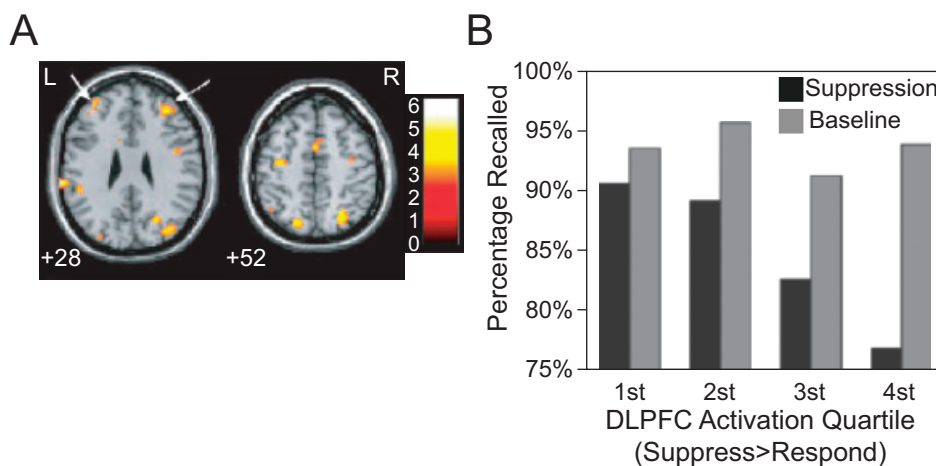 A
L
R
6
5
4
3
2
1
0
+28
+52
B
Percentage Recalled
100%
95%
90%
85%
80%
75%
Suppression
Baseline
1st 2st 3st 4st
DLPFC Activation Quartile
(Suppress>Respond)